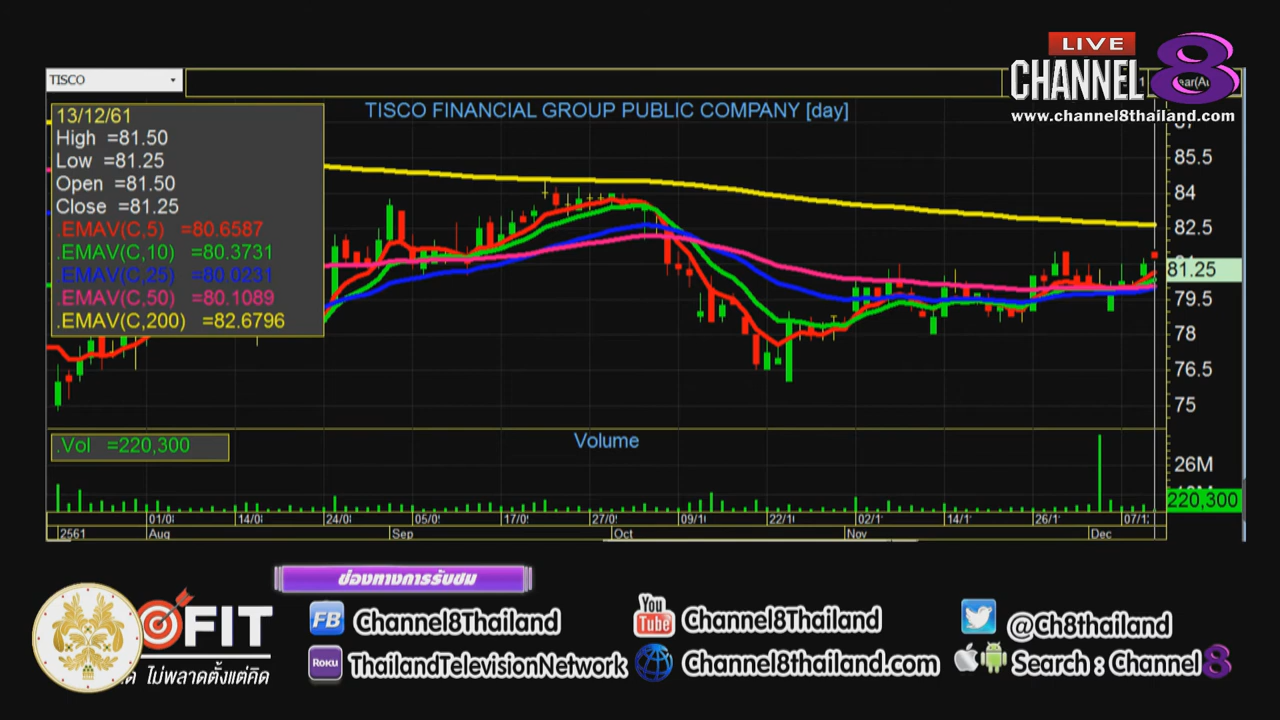 LIVE
CHANNEL 8
www.channel8thailand.com
TISCO
TISCO FINANCIAL GROUP PUBLIC COMPANY [day]
13/12/61
High =81.50
Low =81.25
Open =81.50
Close =81.25
.EMAV(C,5) =80.6587
.EMAV(C,10) =80.3731
.EMAV(C,25) =80.0231
.EMAV(C,50) =80.1089
.EMAV(C,200) =82.6796
85.5
84
82.5
81.25
79.5
78
76.5
75
.Vol =220,300
Volume
26M
220,300
01/0 14/0 24/0 05/0 17/0 27/0 09/1 22/1 02/1 14/1 26/1 07/1
2561 Aug Sep Oct Nov Dec
ช่องทางการรับชม
OFIT
ไม่พลาดตั้งแต่คิด
FB Channel8Thailand
You Tube Channel8Thailand
@Ch8thailand
Roku ThailandTelevisionNetwork
Channel8thailand.com
Search : Channel 8